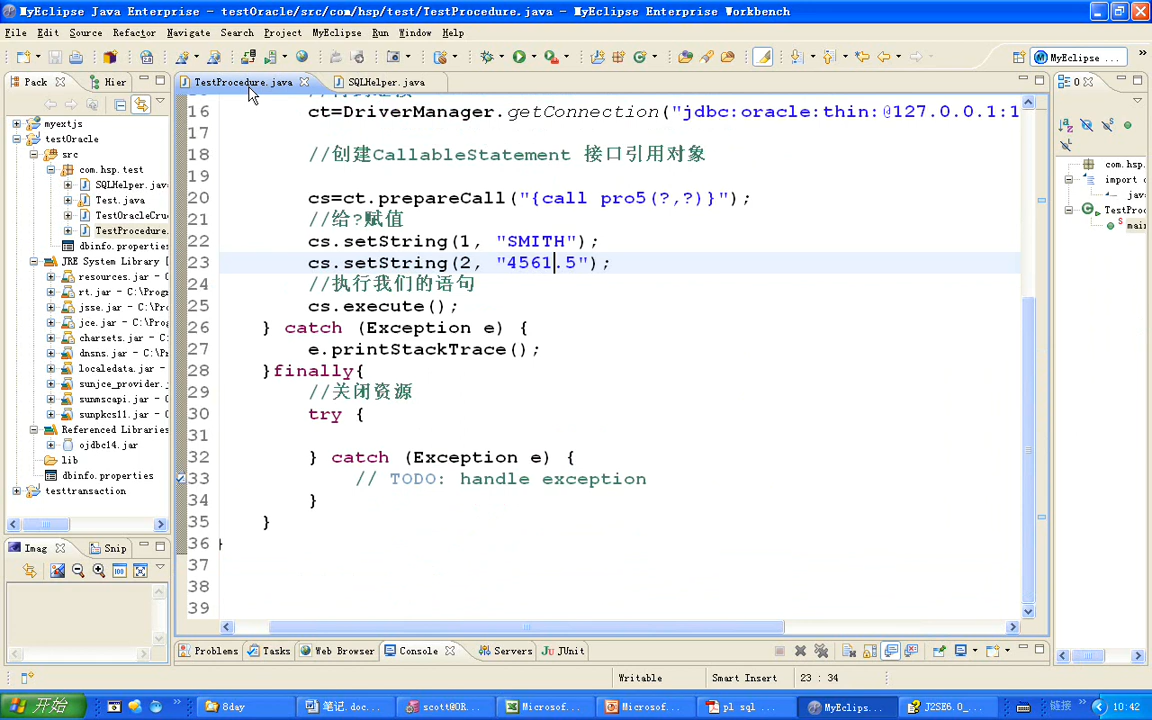 MyEclipse Java Enterprise - testOracle/src/com/hsp/test/TestProcedure.java - MyEclipse Enterprise Workbench
File Edit Source Refactor Navigate Search Project MyEclipse Run Window Help
MyEclipse ...
Pack
Hier
TestProcedure.java
SQLHelper.java
O
myextjs
testOracle
src
com.hsp.test
SQLHelper.java
Test.java
TestOracleCru
TestProcedure.
dbinfo.properties
JRE System Library
resources.jar - C:\Prog
rt.jar - C:\Program
jsse.jar - C:\Progra
jce.jar - C:\Program
charsets.jar - C:\Pr
dnsns.jar - C:\Progr
localedata.jar
sunjce_provider.
sunmscapi.jar
sunpkcs11.jar - C
Referenced Libraries
ojdbc14.jar
lib
dbinfo.properties
testtransaction
16 ct=DriverManager.getConnection("jdbc:oracle:thin:@127.0.0.1:1
17
18 //创建CallableStatement 接口引用对象
19
20 cs=ct.prepareCall("{call pro5(?,?)}");
21 //给?赋值
22 cs.setString(1, "SMITH");
23 cs.setString(2, "4561.5");
24 //执行我们的语句
25 cs.execute();
26 } catch (Exception e) {
27 e.printStackTrace();
28 }finally{
29 //关闭资源
30 try {
31
32 } catch (Exception e) {
33 // TODO: handle exception
34 }
35 }
36 }
37
38
39
com.hsp.
import c
jav
TestProc
mai
Imag
Snip
Problems
Tasks
Web Browser
Console
Servers
JUnit
Writable
Smart Insert
23 : 34
开始
8day
笔记.doc...
scott@OR...
Microsof...
Microsof...
pl sql ...
MyEclips...
J2SE6.0_...
链接
10:42